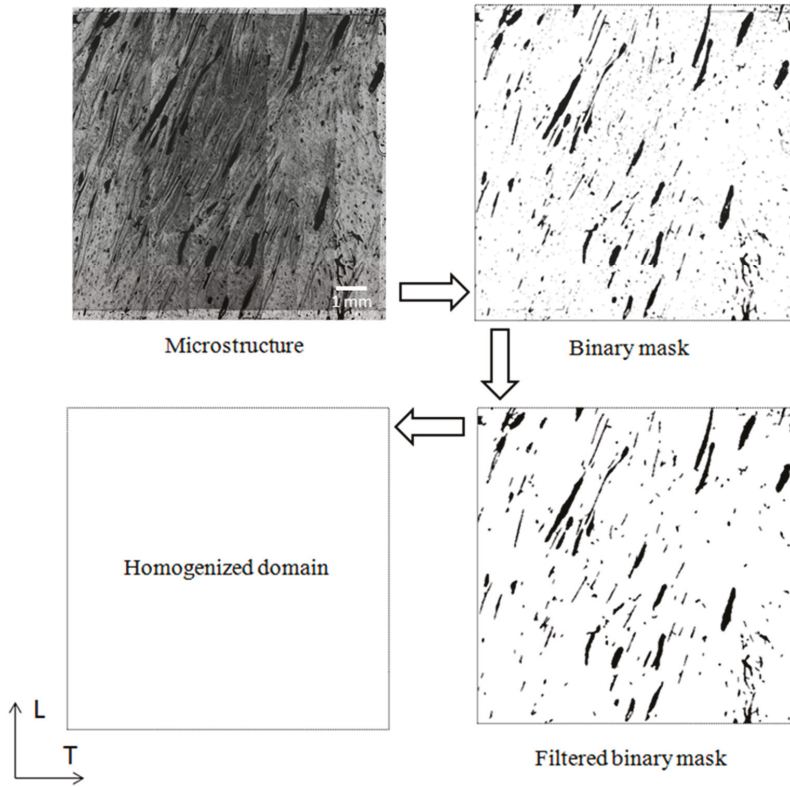 1 mm
Microstructure
Binary mask
Homogenized domain
L
T
Filtered binary mask